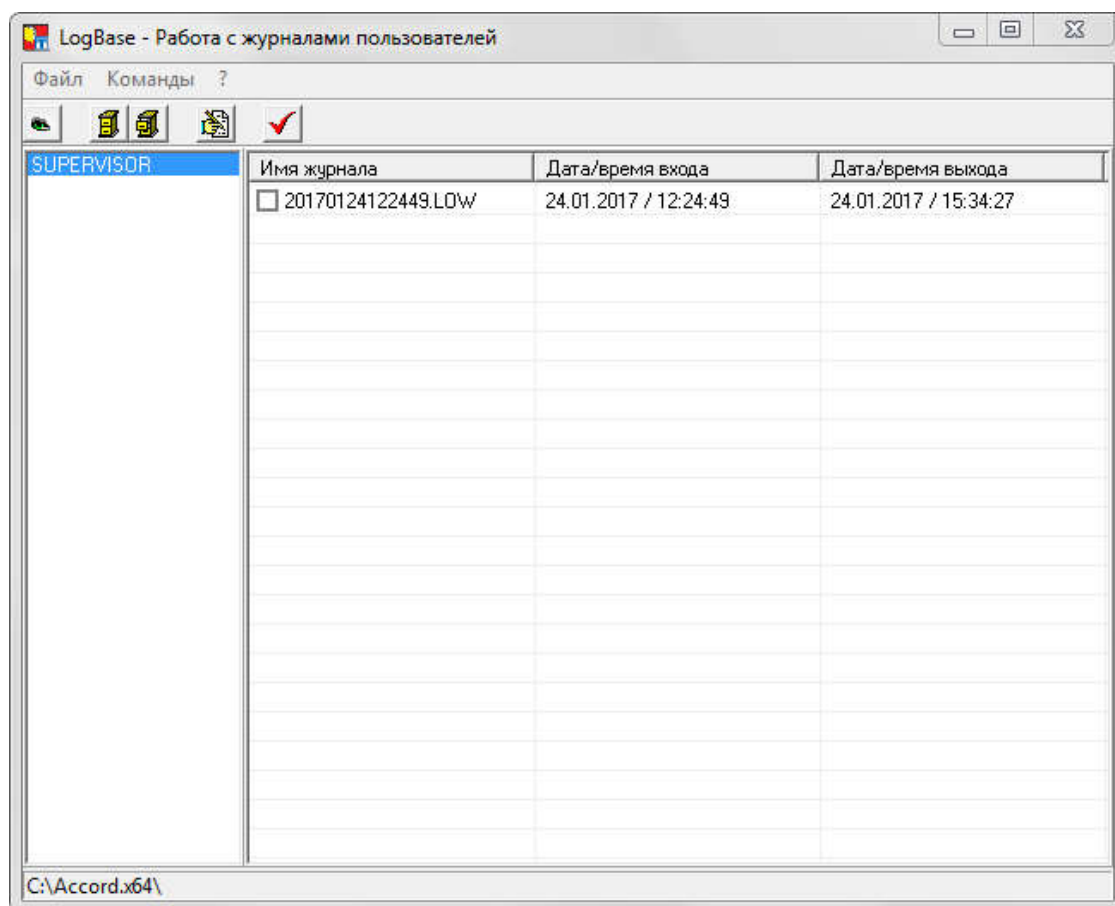 LogBase - Работа с журналами пользователей
Файл Команды ?
SUPERVISOR
Имя журнала Дата/время входа Дата/время выхода
20170124122449.LOW 24.01.2017 / 12:24:49 24.01.2017 / 15:34:27
C:\Accord.x64\